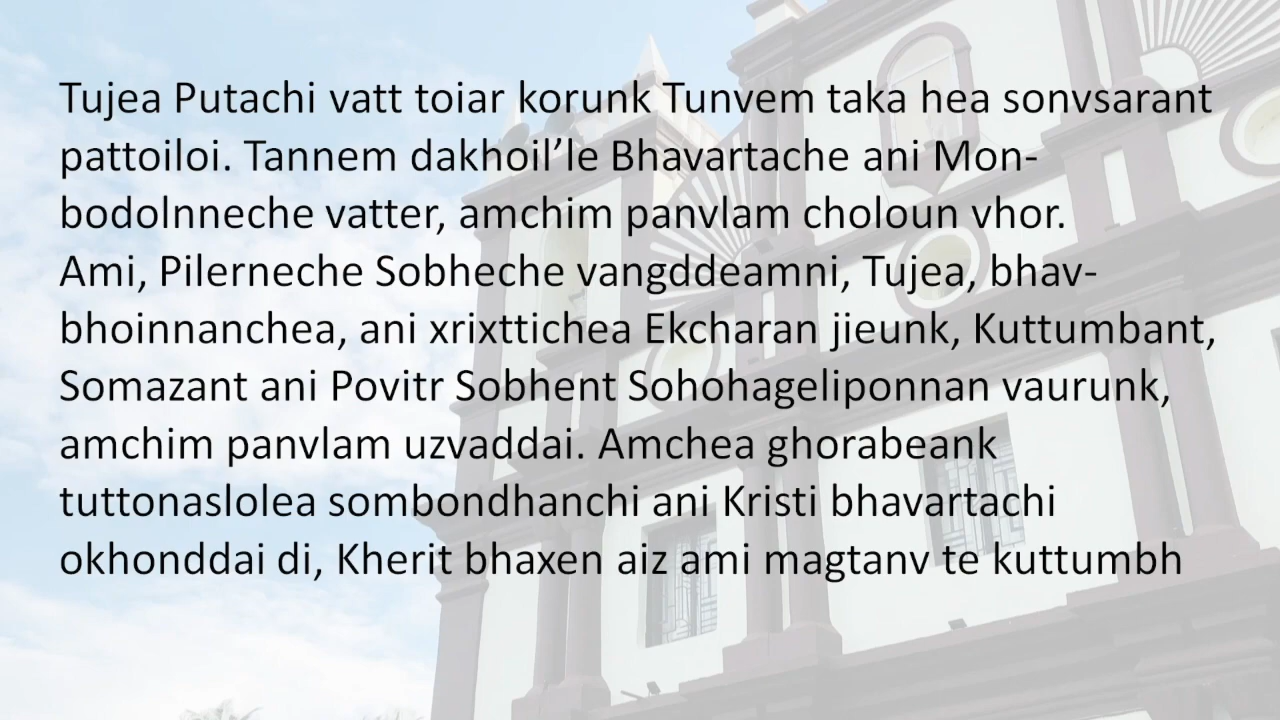 Tujea Putachi vatt toiar korunk Tunvem taka hea sonvsarant
pattoiloi. Tannem dakhoil’le Bhavartache ani Mon-
bodolnneche vatter, amchim panvlam choloun vhor.
Ami, Pilerneche Sobheche vangddeamni, Tujea, bhav-
bhoinnanchea, ani xrixttichea Ekcharan jieunk, Kuttumbant,
Somazant ani Povitr Sobhent Sohohageliponnan vaurunk,
amchim panvlam uzvaddai. Amchea ghorabeank
tuttonaslolea sombondhanchi ani Kristi bhavartachi
okhonddai di, Kherit bhaxen aiz ami magtanv te kuttumbh